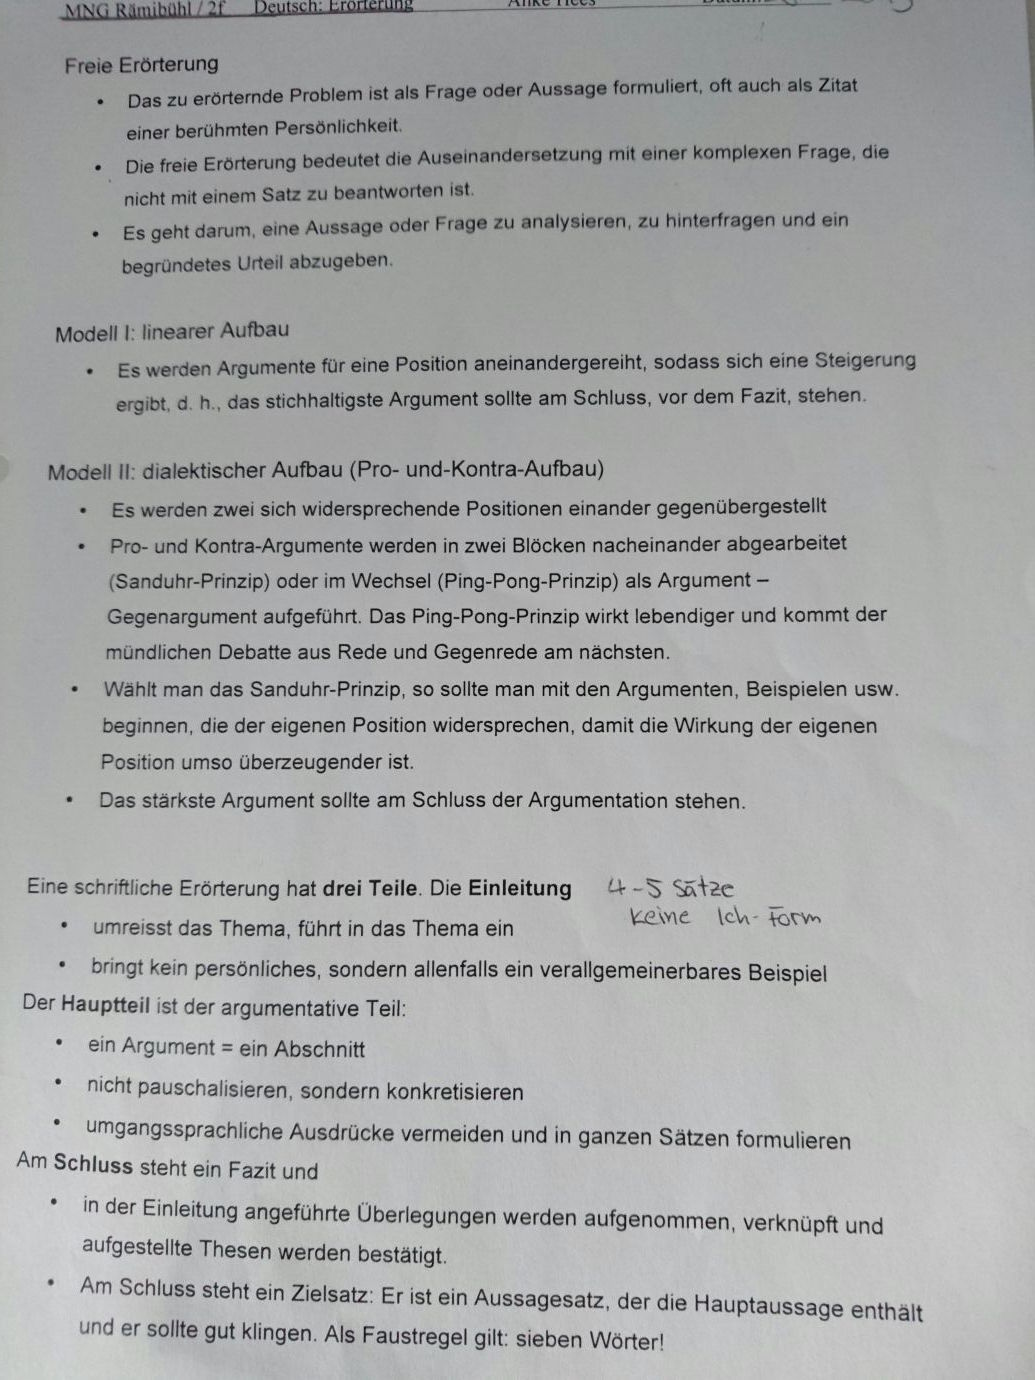 MNG Rämibühl / 2f Deutsch: Erörterung
Freie Erörterung
• Das zu erörternde Problem ist als Frage oder Aussage formuliert, oft auch als Zitat
einer berühmten Persönlichkeit.
• Die freie Erörterung bedeutet die Auseinandersetzung mit einer komplexen Frage, die
nicht mit einem Satz zu beantworten ist.
• Es geht darum, eine Aussage oder Frage zu analysieren, zu hinterfragen und ein
begründetes Urteil abzugeben.
Modell I: linearer Aufbau
• Es werden Argumente für eine Position aneinandergereiht, sodass sich eine Steigerung
ergibt, d. h., das stichhaltigste Argument sollte am Schluss, vor dem Fazit, stehen.
Modell II: dialektischer Aufbau (Pro- und-Kontra-Aufbau)
• Es werden zwei sich widersprechende Positionen einander gegenübergestellt
• Pro- und Kontra-Argumente werden in zwei Blöcken nacheinander abgearbeitet
(Sanduhr-Prinzip) oder im Wechsel (Ping-Pong-Prinzip) als Argument –
Gegenargument aufgeführt. Das Ping-Pong-Prinzip wirkt lebendiger und kommt der
mündlichen Debatte aus Rede und Gegenrede am nächsten.
• Wählt man das Sanduhr-Prinzip, so sollte man mit den Argumenten, Beispielen usw.
beginnen, die der eigenen Position widersprechen, damit die Wirkung der eigenen
Position umso überzeugender ist.
• Das stärkste Argument sollte am Schluss der Argumentation stehen.
Eine schriftliche Erörterung hat drei Teile. Die Einleitung 4-5 Sätze
keine Ich-Form
• umreisst das Thema, führt in das Thema ein
• bringt kein persönliches, sondern allenfalls ein verallgemeinerbares Beispiel
Der Hauptteil ist der argumentative Teil:
• ein Argument = ein Abschnitt
• nicht pauschalisieren, sondern konkretisieren
• umgangssprachliche Ausdrücke vermeiden und in ganzen Sätzen formulieren
Am Schluss steht ein Fazit und
• in der Einleitung angeführte Überlegungen werden aufgenommen, verknüpft und
aufgestellte Thesen werden bestätigt.
• Am Schluss steht ein Zielsatz: Er ist ein Aussagesatz, der die Hauptaussage enthält
und er sollte gut klingen. Als Faustregel gilt: sieben Wörter!